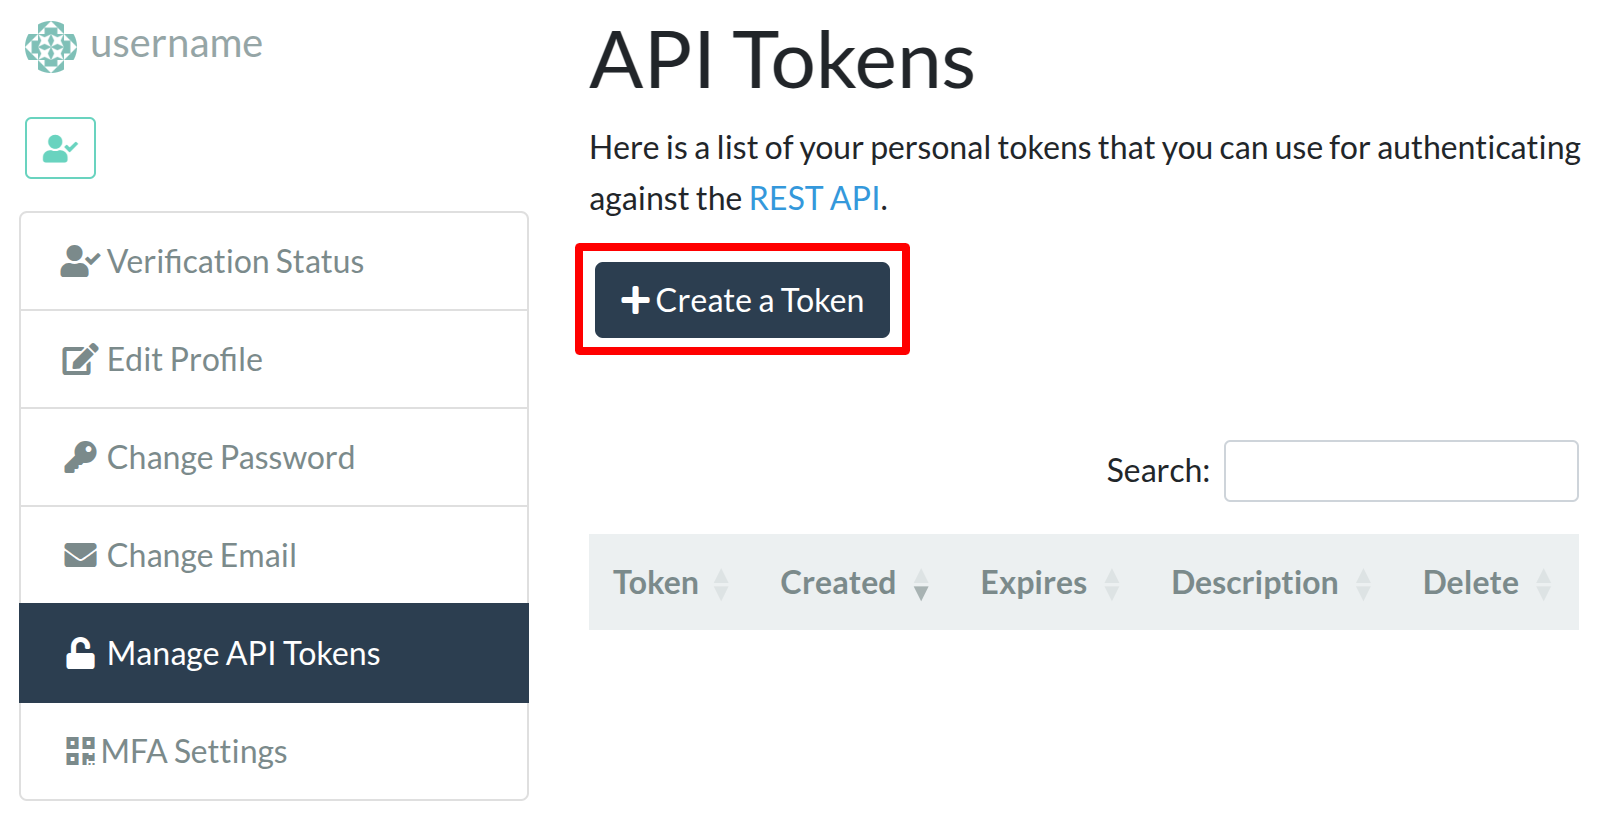 username
Verification Status
Edit Profile
Change Password
Change Email
Manage API Tokens
MFA Settings
API Tokens
Here is a list of your personal tokens that you can use for authenticating
against the REST API.
Create a Token
Search:
Token Created Expires Description Delete